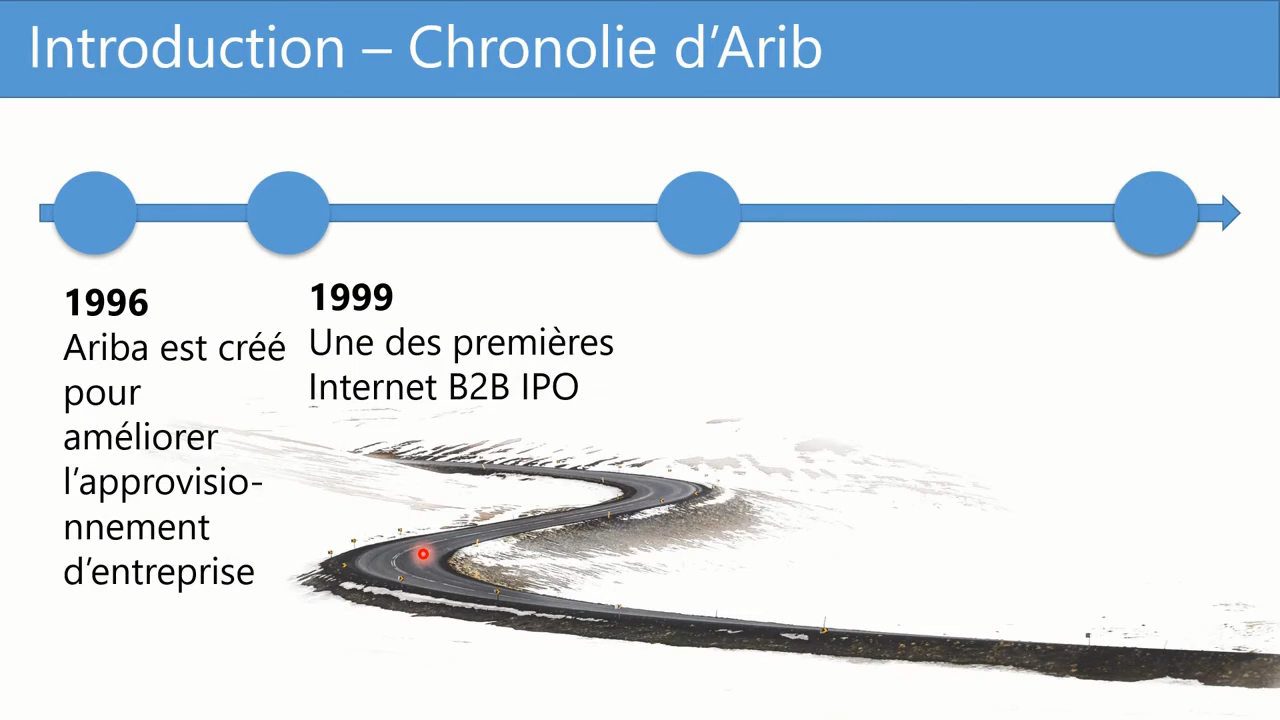 Introduction – Chronolie d’Arib
1996
Ariba est créé
pour
améliorer
l’approvisio-
nnement
d’entreprise
1999
Une des premières
Internet B2B IPO